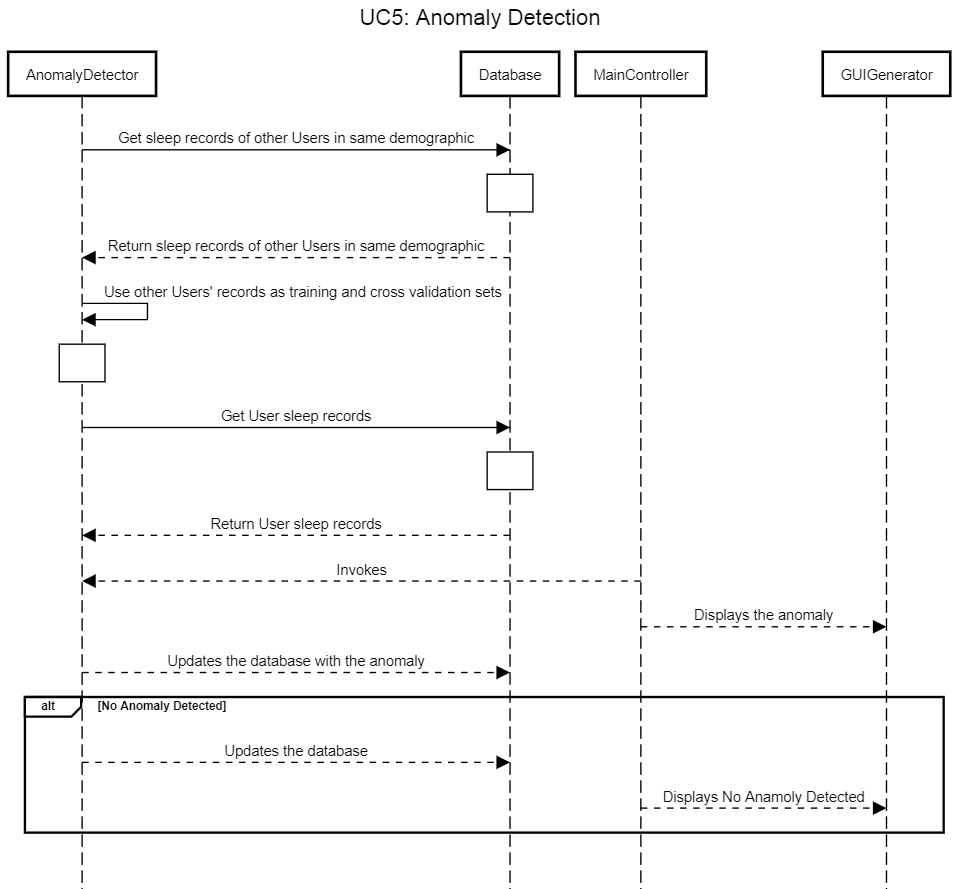 UC5: Anomaly Detection
AnomalyDetector
Database
MainController
GUIGenerator
Get sleep records of other Users in same demographic
Return sleep records of other Users in same demographic
Use other Users' records as training and cross validation sets
Get User sleep records
Return User sleep records
Invokes
Displays the anomaly
Updates the database with the anomaly
alt
[No Anomaly Detected]
Updates the database
Displays No Anamoly Detected